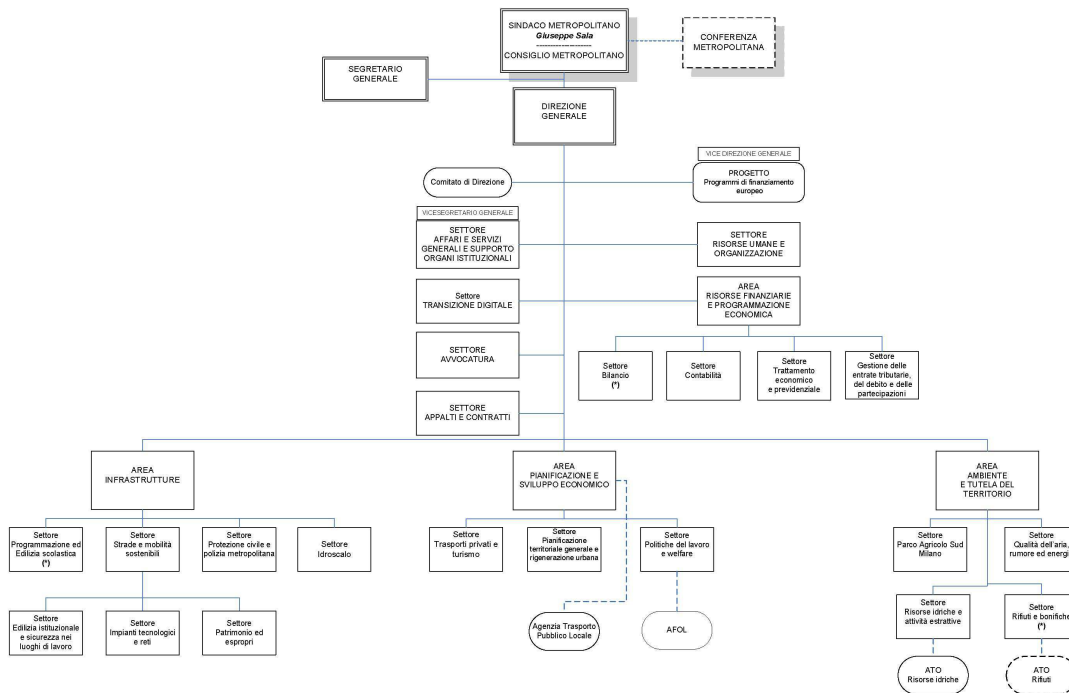 SINDACO METROPOLITANO
Giuseppe Sala
--------------------
CONSIGLIO METROPOLITANO
CONFERENZA
METROPOLITANA
SEGRETARIO
GENERALE
DIREZIONE
GENERALE
Comitato di Direzione
VICE DIREZIONE GENERALE
PROGETTO
Programmi di finanziamento
europeo
VICESEGRETARIO GENERALE
SETTORE
AFFARI E SERVIZI
GENERALI E SUPPORTO
ORGANI ISTITUZIONALI
SETTORE
RISORSE UMANE E
ORGANIZZAZIONE
Settore
TRANSIZIONE DIGITALE
AREA
RISORSE FINANZIARIE
E PROGRAMMAZIONE
ECONOMICA
SETTORE
AVVOCATURA
Settore
Bilancio
(*)
Settore
Contabilità
Settore
Trattamento
economico
e previdenziale
Settore
Gestione delle
entrate tributarie,
del debito e delle
partecipazioni
SETTORE
APPALTI E CONTRATTI
AREA
INFRASTRUTTURE
AREA
PIANIFICAZIONE E
SVILUPPO ECONOMICO
AREA
AMBIENTE
E TUTELA DEL
TERRITORIO
Settore
Programmazione ed
Edilizia scolastica
(*)
Settore
Strade e mobilità
sostenibili
Settore
Protezione civile e
polizia metropolitana
Settore
Idroscalo
Settore
Trasporti privati e
turismo
Settore
Pianificazione
territoriale generale e
rigenerazione urbana
Settore
Politiche del lavoro
e welfare
Settore
Parco Agricolo Sud
Milano
Settore
Qualità dell'aria,
rumore ed energi
Settore
Edilizia istituzionale
e sicurezza nei
luoghi di lavoro
Settore
Impianti tecnologici
e reti
Settore
Patrimonio ed
espropri
Agenzia Trasporto
Pubblico Locale
AFOL
Settore
Risorse idriche e
attività estrattive
Settore
Rifiuti e bonifiche
(*)
ATO
Risorse idriche
ATO
Rifiuti